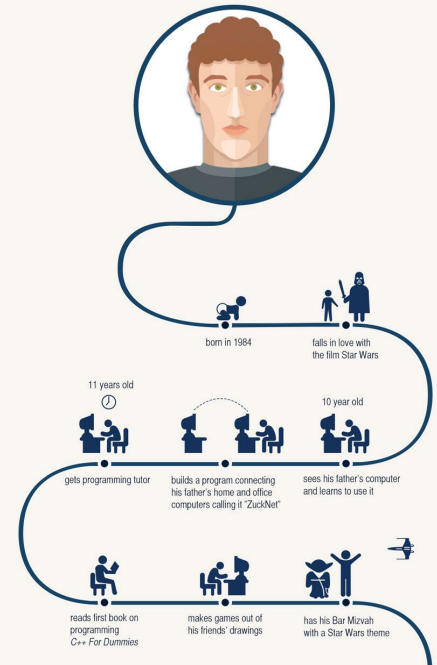 born in 1984
falls in love with
the film Star Wars
10 year old
sees his father's computer
and learns to use it
builds a program connecting
his father's home and office
computers calling it "ZuckNet"
11 years old
gets programming tutor
reads first book on
programming
C++ For Dummies
makes games out of
his friends' drawings
has his Bar Mizvah
with a Star Wars theme